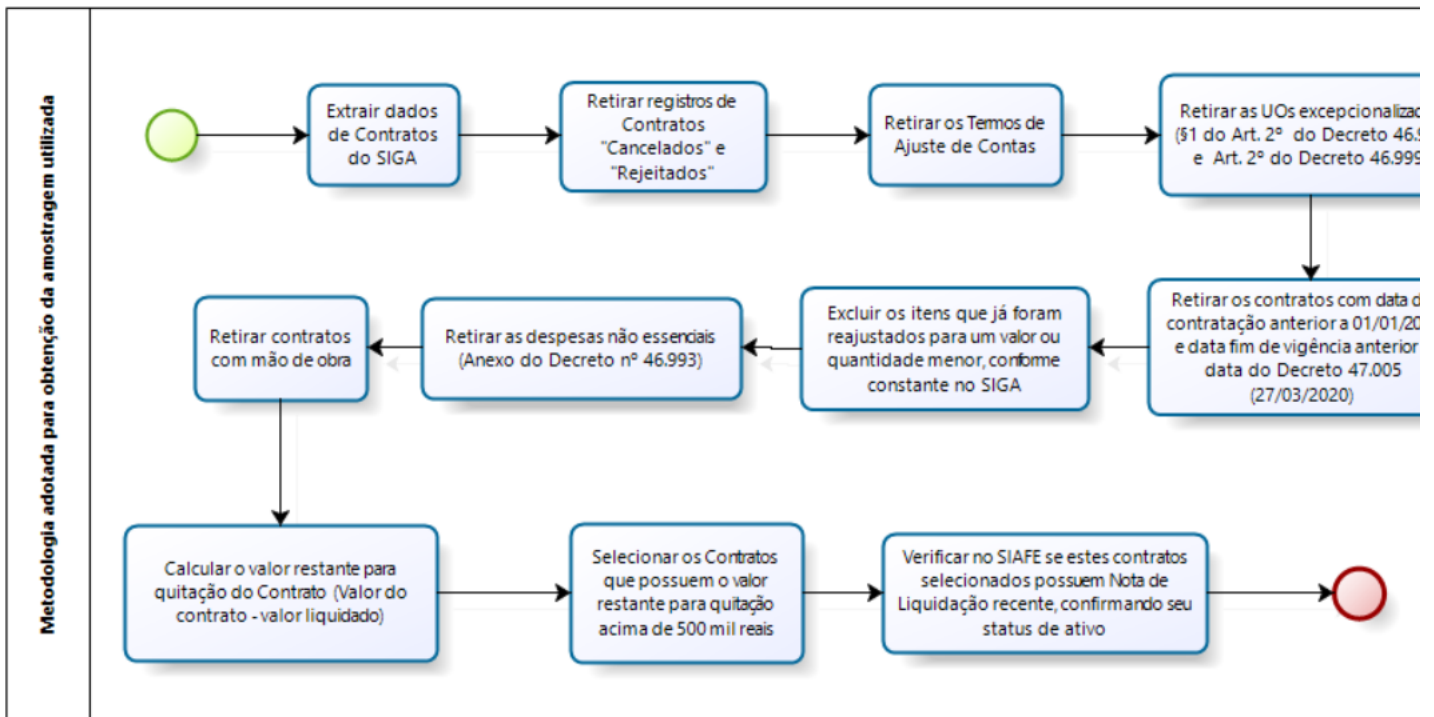 Metodologia adotada para obtenção da amostragem utilizada
Extrair dados
de Contratos
do SIGA
Retirar registros de
Contratos
"Cancelados" e
"Rejeitados"
Retirar os Termos de
Ajuste de Contas
Retirar as UOs
(§1 do Art. 2º do Decreto
e Art. 2º do Decreto 46.999
Retirar os contratos com data
contratação anterior a
e data fim de vigência anterior
data do Decreto 47.005
(27/03/2020)
Excluir os itens que já foram
reajustados para um valor ou
quantidade menor, conforme
constante no SIGA
Retirar as despesas não essenciais
(Anexo do Decreto nº 46.993)
Retirar contratos
com mão de obra
Calcular o valor restante para
quitação do Contrato (Valor do
contrato - valor liquidado)
Selecionar os Contratos
que possuem o valor
restante para quitação
acima de 500 mil reais
Verificar no SIAFE se estes contratos
selecionados possuem Nota de
Liquidação recente, confirmando seu
status de ativo